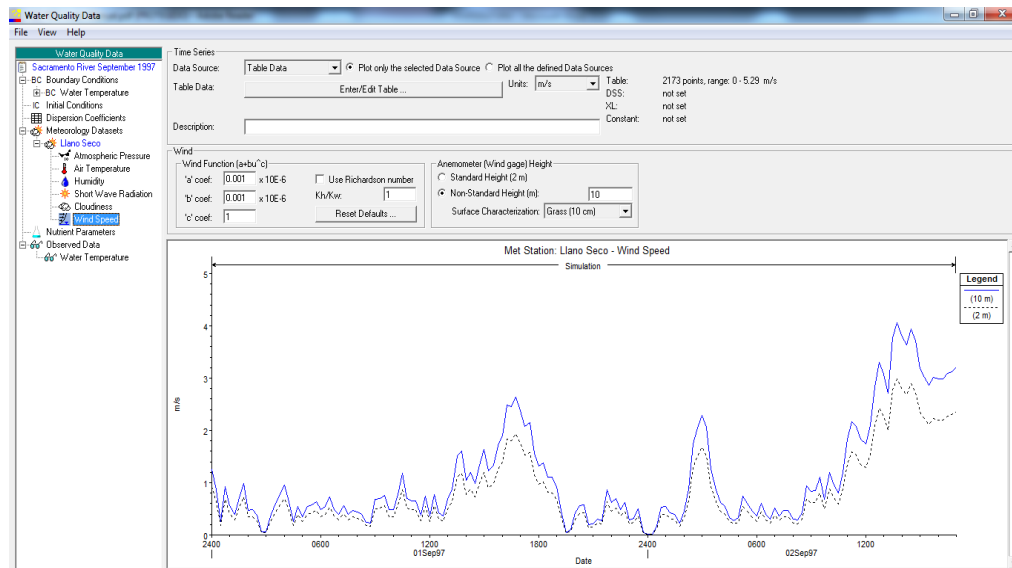 Water Quality Data
File View Help
Water Quality Data
Sacramento River September 1997
BC Boundary Conditions
BC Water Temperature
IC Initial Conditions
Dispersion Coefficients
Meteorology Datasets
Llano Seco
Atmospheric Pressure
Air Temperature
Humidity
Short Wave Radiation
Cloudiness
Wind Speed
Nutrient Parameters
Observed Data
Water Temperature
Time Series
Data Source: Table Data Plot only the selected Data Source Plot all the defined Data Sources
Table Data: Enter/Edit Table ... Units: m/s
Table: 2173 points, range: 0 - 5.29 m/s
DSS: not set
XL: not set
Constant: not set
Description:
Wind
Wind Function (a+bu^c)
'a' coef: 0.001 x 10E-6 Use Richardson number
'b' coef: 0.001 x 10E-6 Kh/Kw: 1
'c' coef: 1 Reset Defaults ...
Anemometer (Wind gage) Height
Standard Height (2 m)
Non-Standard Height (m): 10
Surface Characterization: Grass (10 cm)
Met Station: Llano Seco - Wind Speed
Simulation
Legend
(10 m)
(2 m)
5
4
3
2
1
0
m/s
2400 0600 1200 1800 2400 0600 1200
01Sep97 02Sep97
Date